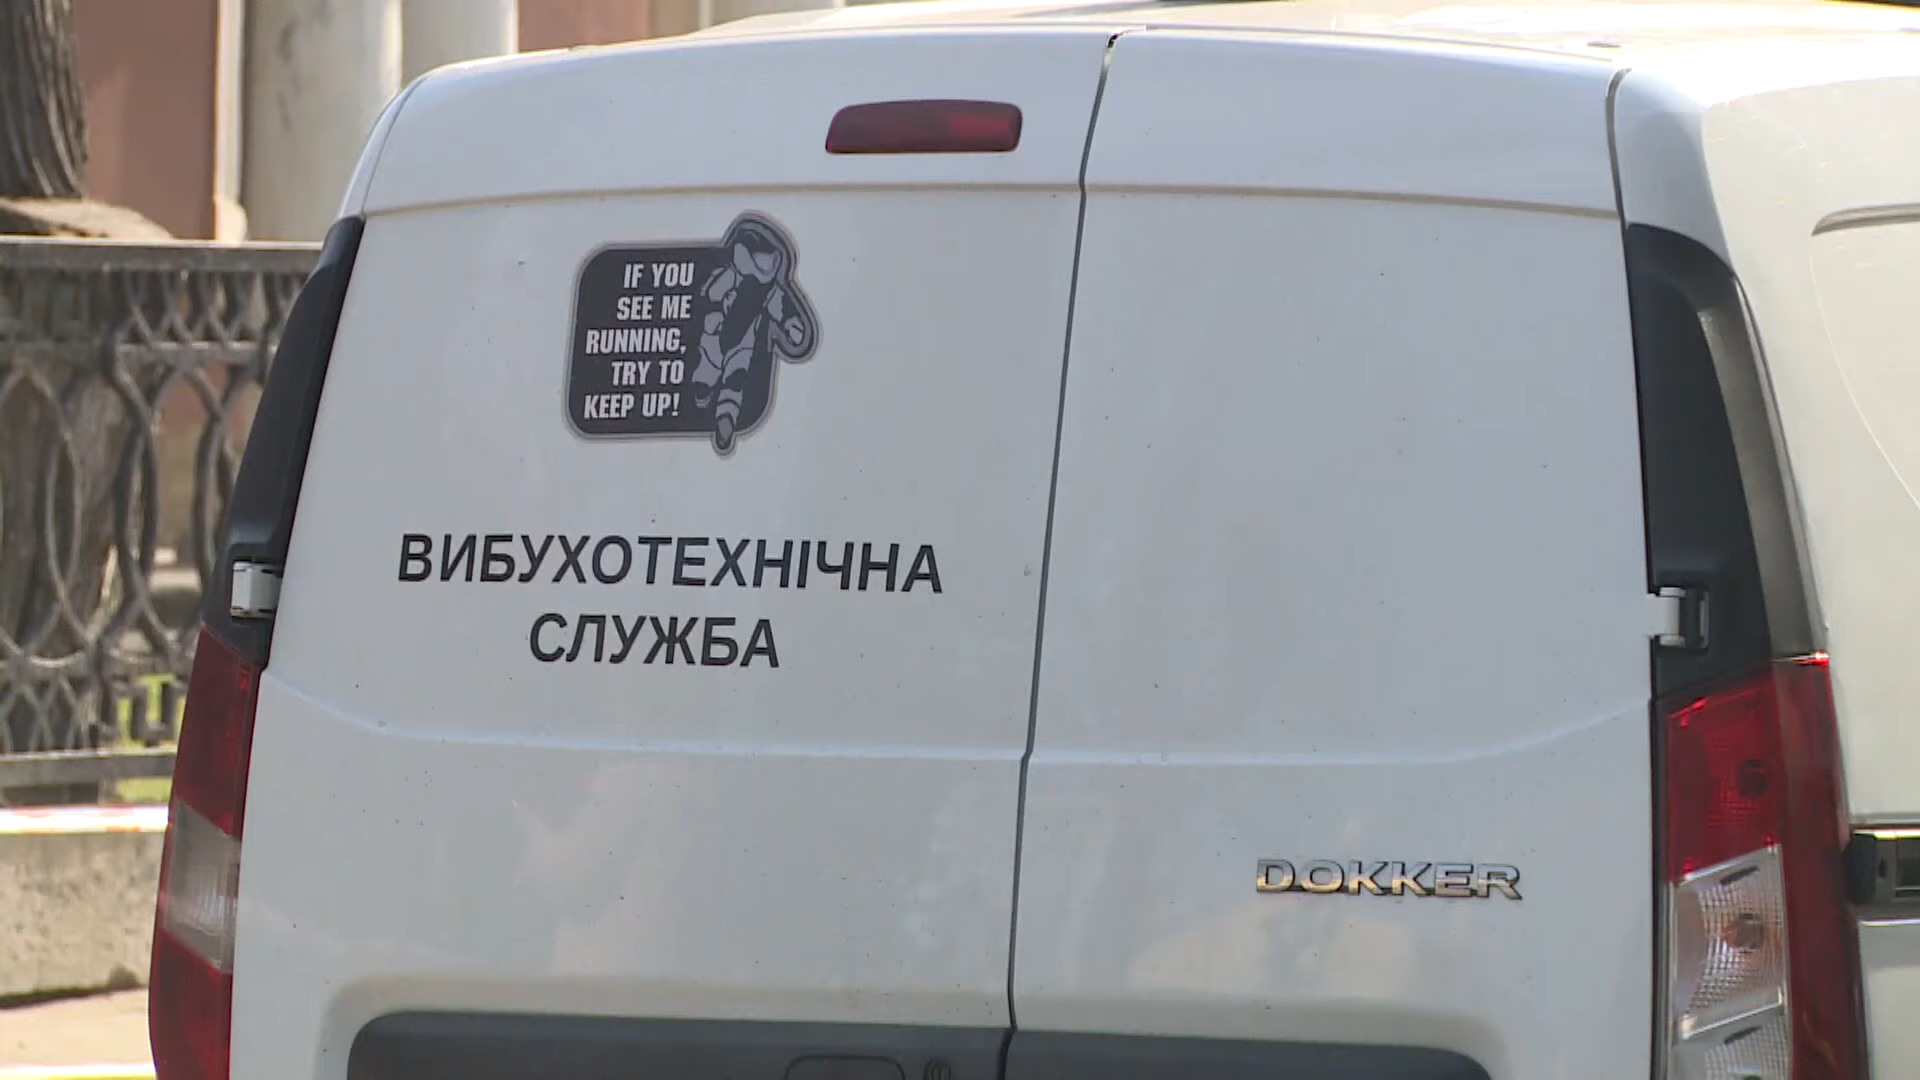 IF YOU
SEE ME
RUNNING,
TRY TO
KEEP UP!
ВИБУХОТЕХНІЧНА
СЛУЖБА
DOKKER